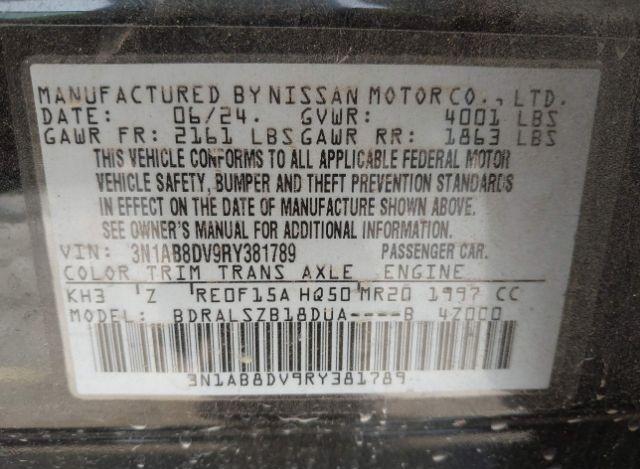 MANUFACTURED BY NISSAN MOTOR CO., LTD.
DATE: 06/24. GVWR: 4001 LBS
GAWR FR: 2161 LBS GAWR RR: 1863 LBS
THIS VEHICLE CONFORMS TO ALL APPLICABLE FEDERAL MOTOR
VEHICLE SAFETY, BUMPER AND THEFT PREVENTION STANDARDS
IN EFFECT ON THE DATE OF MANUFACTURE SHOWN ABOVE.
SEE OWNER'S MANUAL FOR ADDITIONAL INFORMATION.
VIN: 3N1AB8DV9RY381789 PASSENGER CAR.
COLOR TRIM TRANS AXLE ENGINE
KH3 Z RE0F15A HQ50 MR20 1997 CC
MODEL: BDRALSZB18DUA----B 4Z000
3N1AB8DV9RY381789